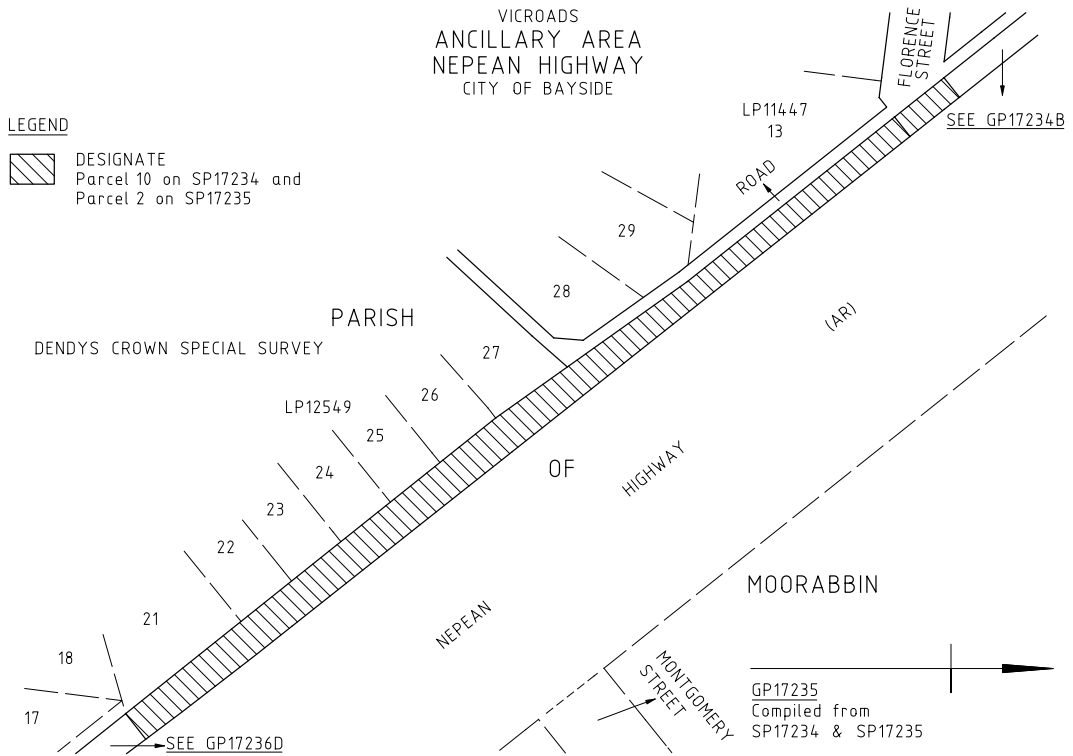 VICROADS
ANCILLARY AREA
NEPEAN HIGHWAY
CITY OF BAYSIDE
FLORENCE
STREET
LEGEND
DESIGNATE
Parcel 10 on SP17234 and
Parcel 2 on SP17235
LP11447
13
SEE GP17234B
ROAD
29
28
PARISH
DENDYS CROWN SPECIAL SURVEY
(AR)
27
26
LP12549
25
24
OF
HIGHWAY
23
22
MOORABBIN
21
NEPEAN
18
17
MONTGOMERY
STREET
GP17235
Compiled from
SP17234 & SP17235
SEE GP17236D